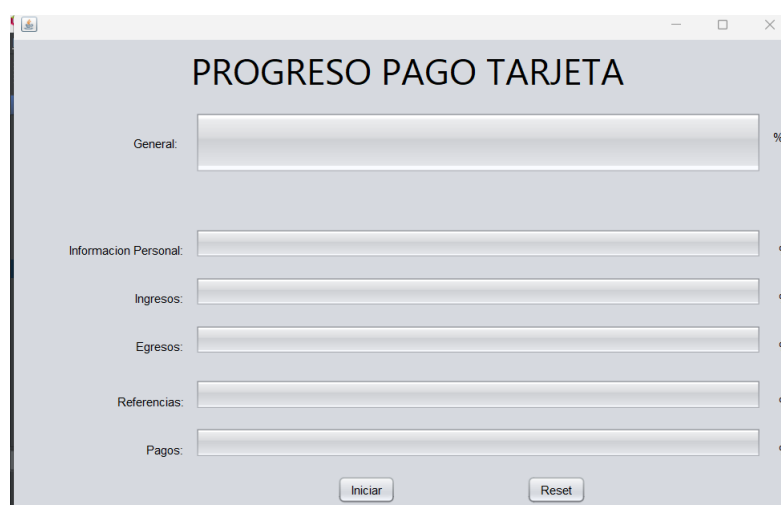 PROGRESO PAGO TARJETA
General: %
Informacion Personal:
Ingresos:
Egresos:
Referencias:
Pagos:
Iniciar Reset